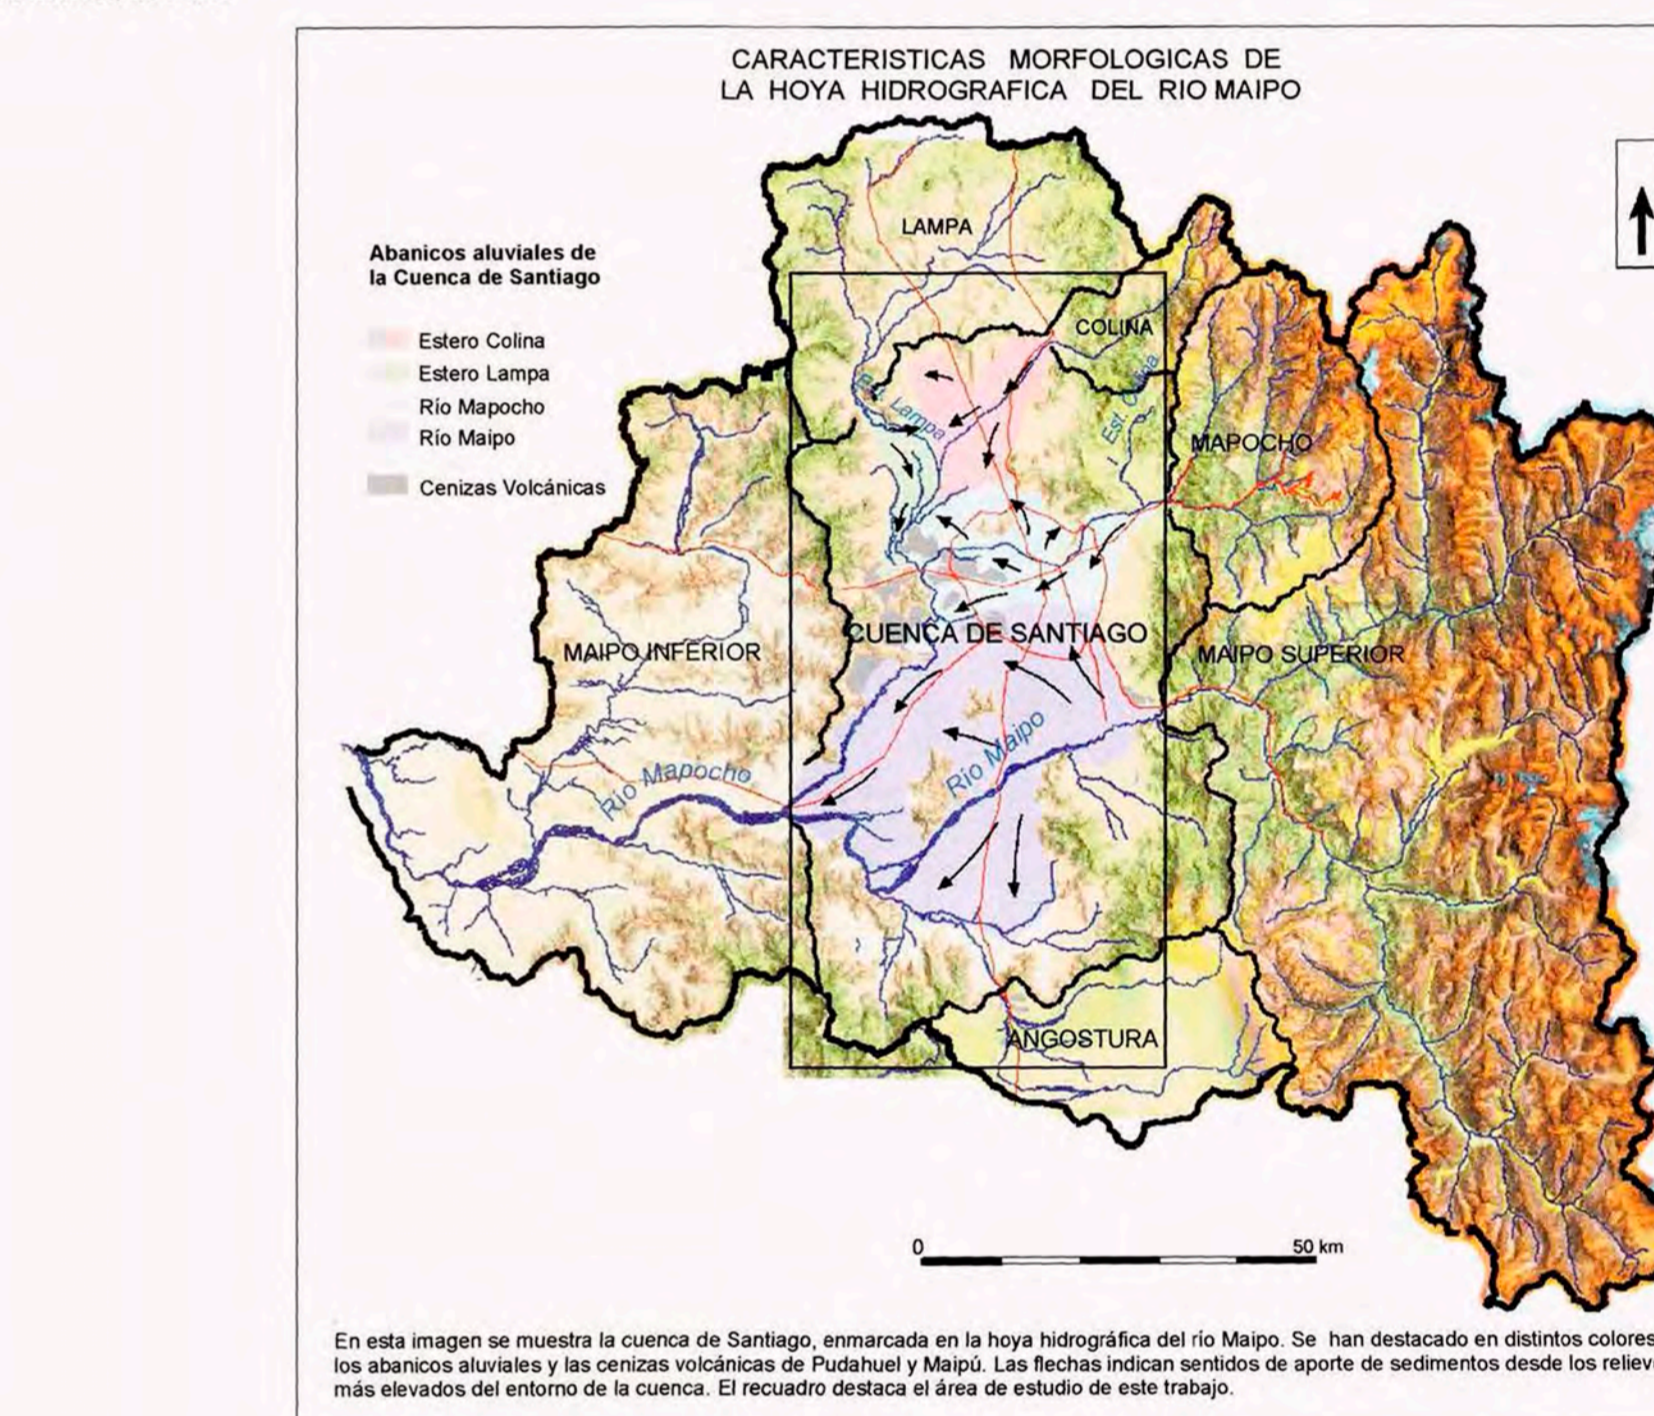 CARACTERISTICAS MORFOLOGICAS DE
LA HOYA HIDROGRAFICA DEL RIO MAIPO
Abanicos aluviales de
la Cuenca de Santiago
Estero Colina
Estero Lampa
Río Mapocho
Río Maipo
Cenizas Volcánicas
LAMPA
COLINA
Est. Lampa
Est. Colina
MAPOCHO
CUENCA DE SANTIAGO
MAIPO INFERIOR
MAIPO SUPERIOR
Río Maipo
Río Mapocho
ANGOSTURA
0 50 km
En esta imagen se muestra la cuenca de Santiago, enmarcada en la hoya hidrográfica del río Maipo. Se han destacado en distintos colores
los abanicos aluviales y las cenizas volcánicas de Pudahuel y Maipú. Las flechas indican sentidos de aporte de sedimentos desde los
más elevados del entorno de la cuenca. El recuadro destaca el área de estudio de este trabajo.